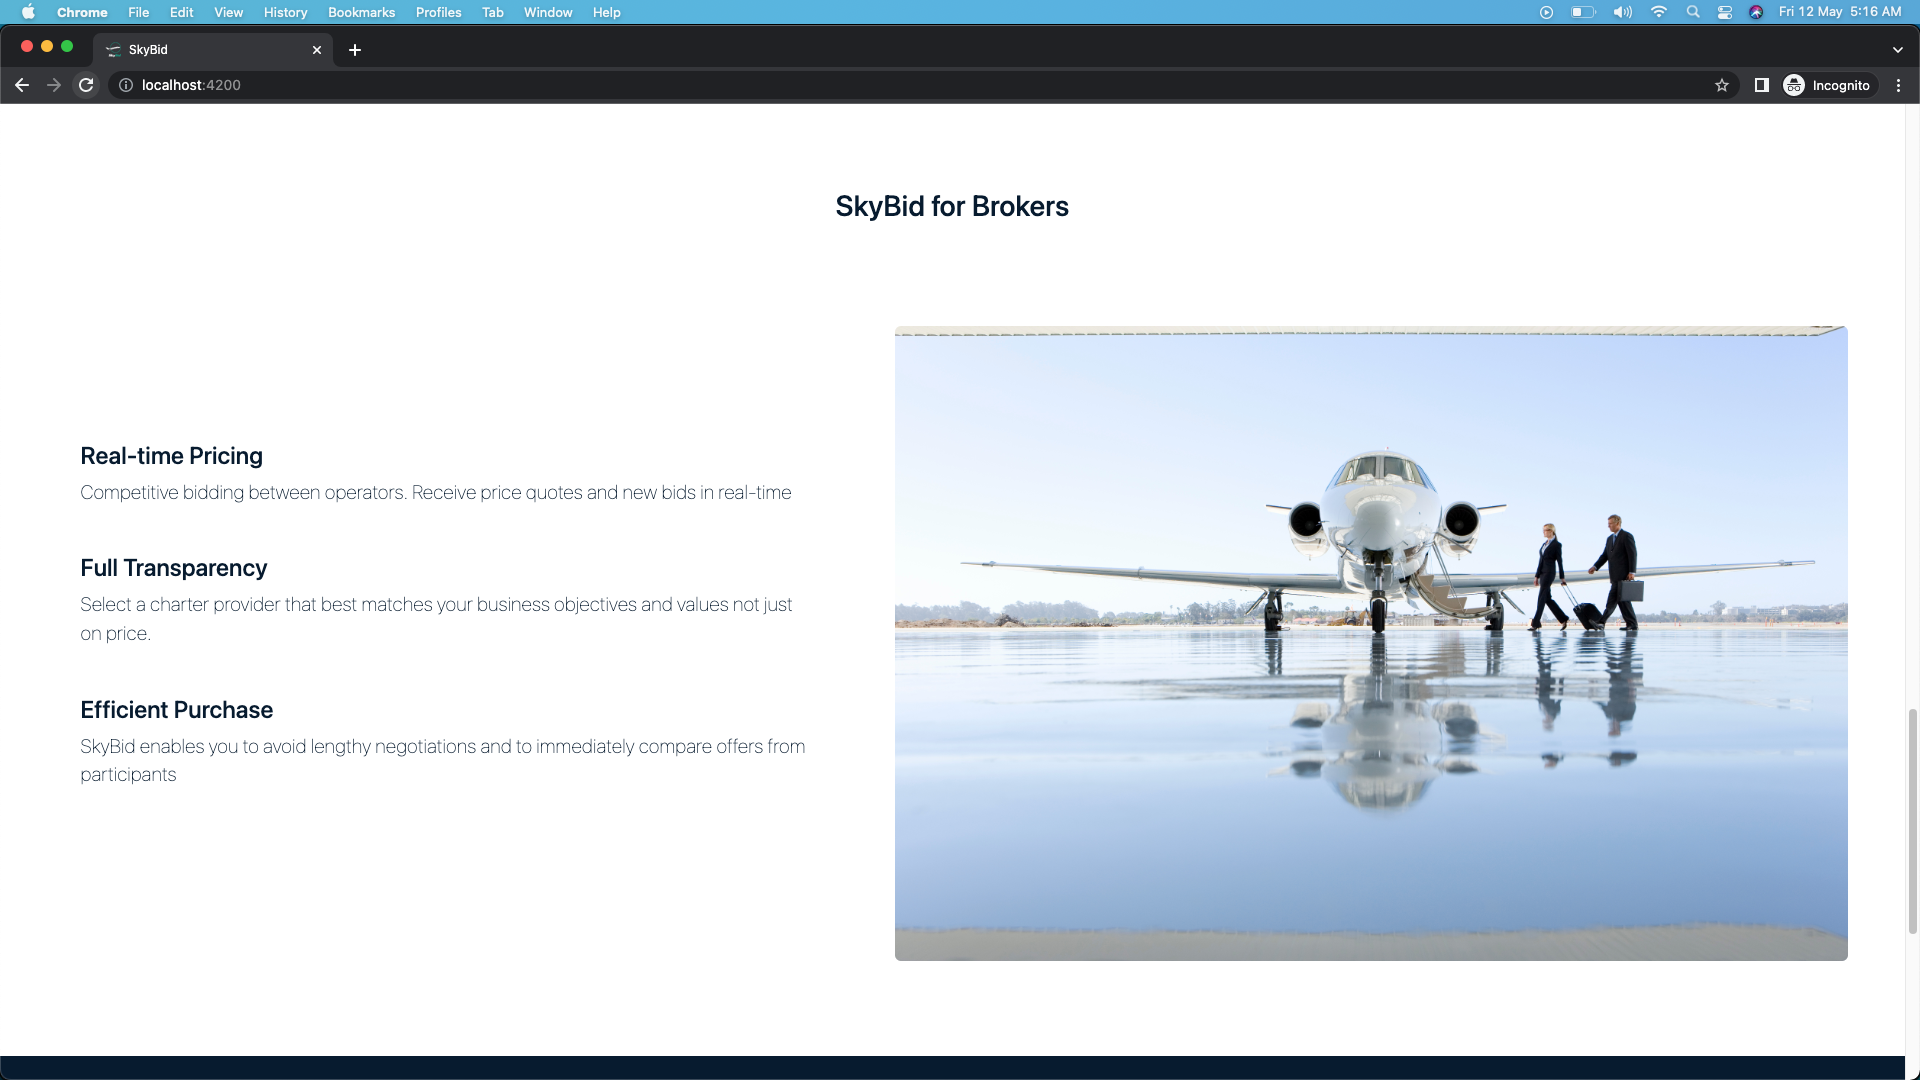 Chrome File Edit View History Bookmarks Profiles Tab Window Help Fri 12 May 5:16 AM
SkyBid
localhost:4200 Incognito
SkyBid for Brokers
Real-time Pricing
Competitive bidding between operators. Receive price quotes and new bids in real-time
Full Transparency
Select a charter provider that best matches your business objectives and values not just
on price.
Efficient Purchase
SkyBid enables you to avoid lengthy negotiations and to immediately compare offers from
participants